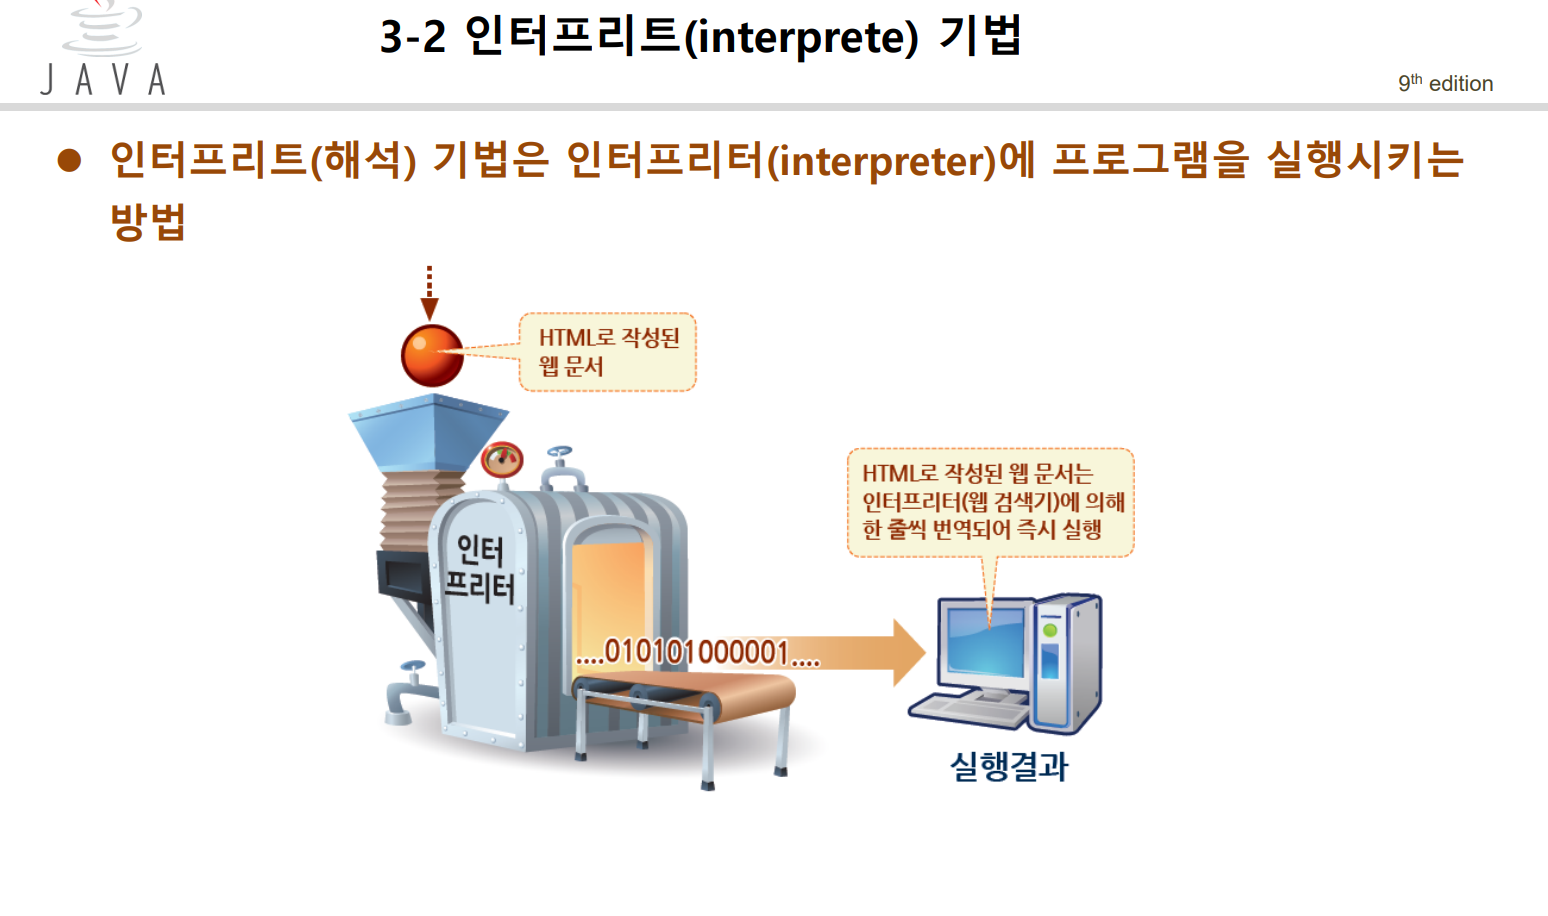 3-2 인터프리트(interprete) 기법
JAVA
9th edition
인터프리트(해석) 기법은 인터프리터(interpreter)에 프로그램을 실행시키는
방법
HTML로 작성된
웹 문서
HTML로 작성된 웹 문서는
인터프리터(웹 검색기)에 의해
한 줄씩 번역되어 즉시 실행
인터
프리터
....010101000001....
실행결과